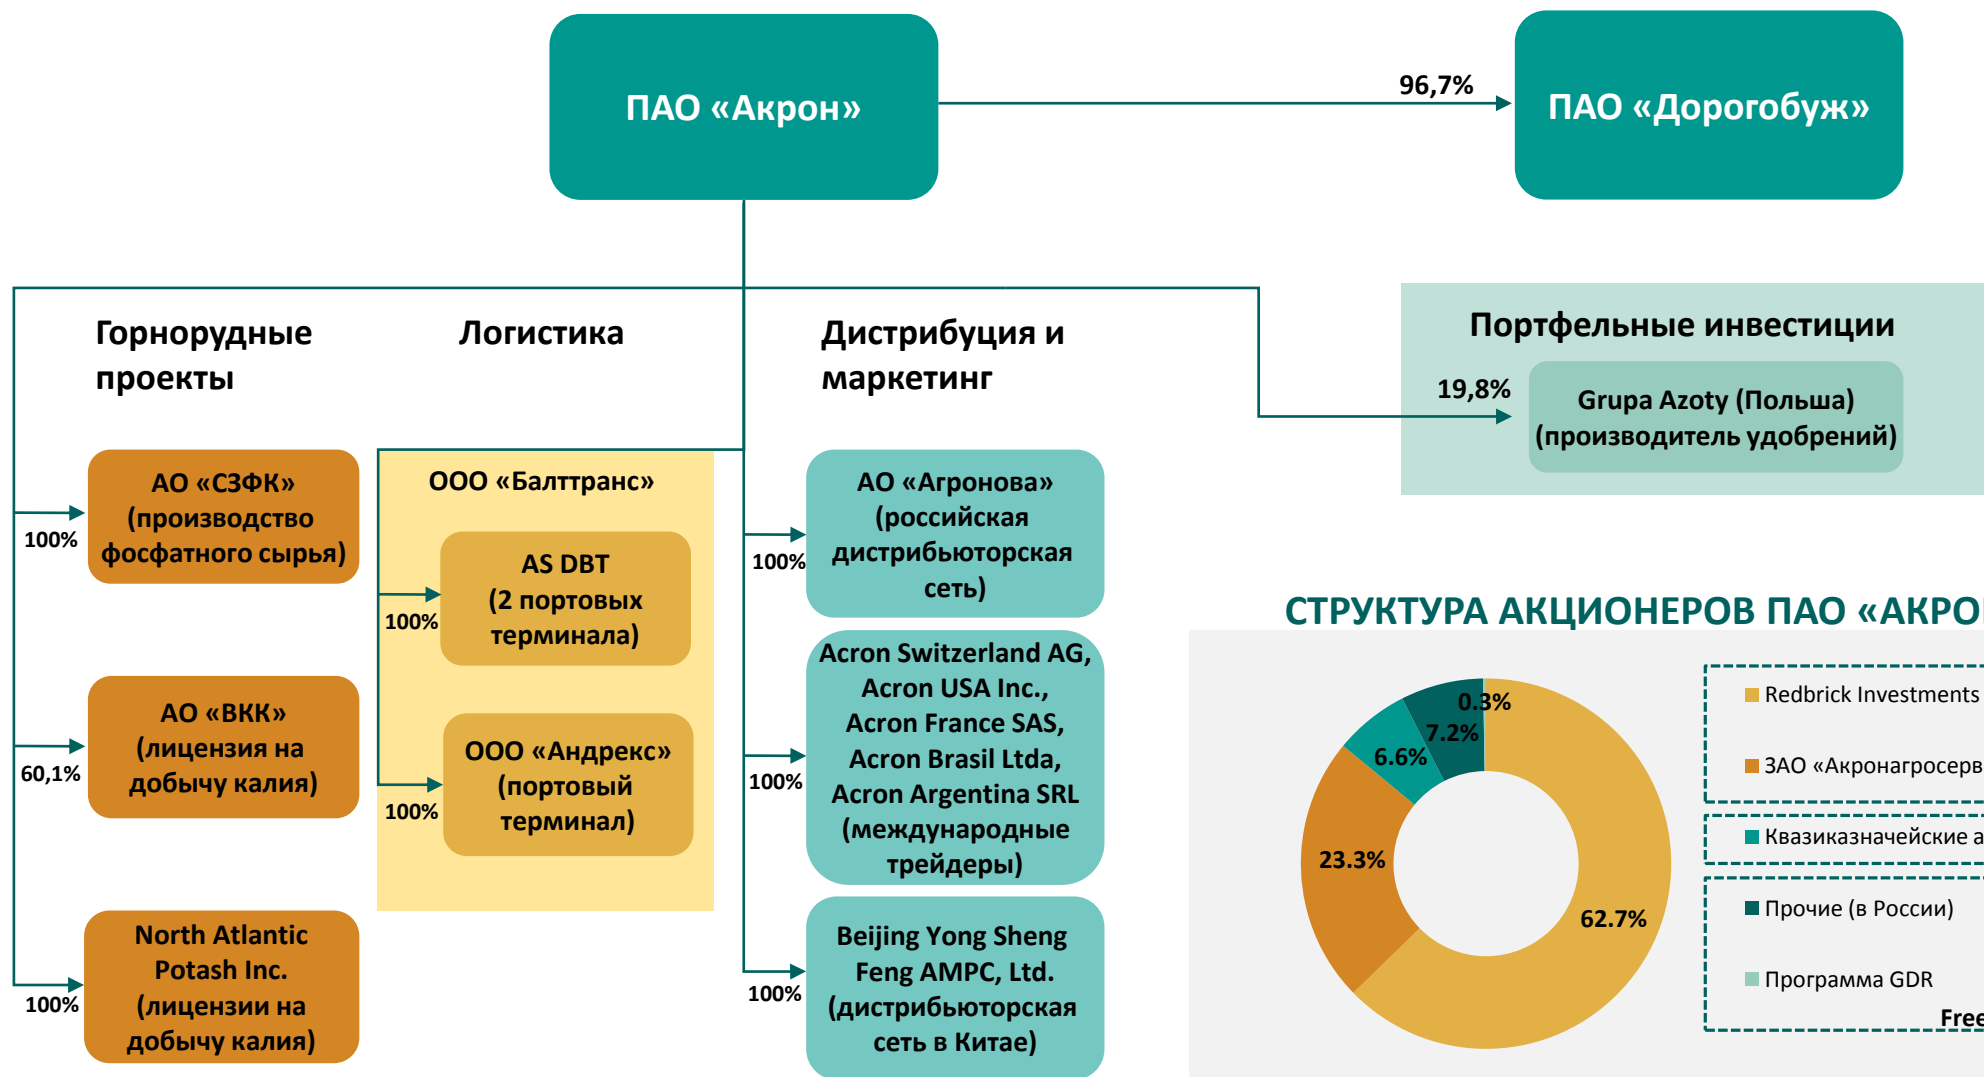 ПАО «Акрон»
96,7%
ПАО «Дорогобуж»
Горнорудные
проекты
Логистика
Дистрибуция и
маркетинг
Портфельные инвестиции
19,8%
Grupa Azoty (Польша)
(производитель удобрений)
АО «СЗФК»
(производство
фосфатного сырья)
100%
АО «ВКК»
(лицензия на
добычу калия)
60,1%
North Atlantic
Potash Inc.
(лицензии на
добычу калия)
100%
ООО «Балттранс»
AS DBT
(2 портовых
терминала)
100%
ООО «Андрекс»
(портовый
терминал)
100%
АО «Агронова»
(российская
дистрибьюторская
сеть)
100%
Acron Switzerland AG,
Acron USA Inc.,
Acron France SAS,
Acron Brasil Ltda,
Acron Argentina SRL
(международные
трейдеры)
100%
Beijing Yong Sheng
Feng AMPC, Ltd.
(дистрибьюторская
сеть в Китае)
100%
СТРУКТУРА АКЦИОНЕРОВ ПАО «АКРО
0.3%
7.2%
6.6%
23.3%
62.7%
Redbrick Investments
ЗАО «Акронагросерв
Квазиказначейские а
Прочие (в России)
Программа GDR
Free